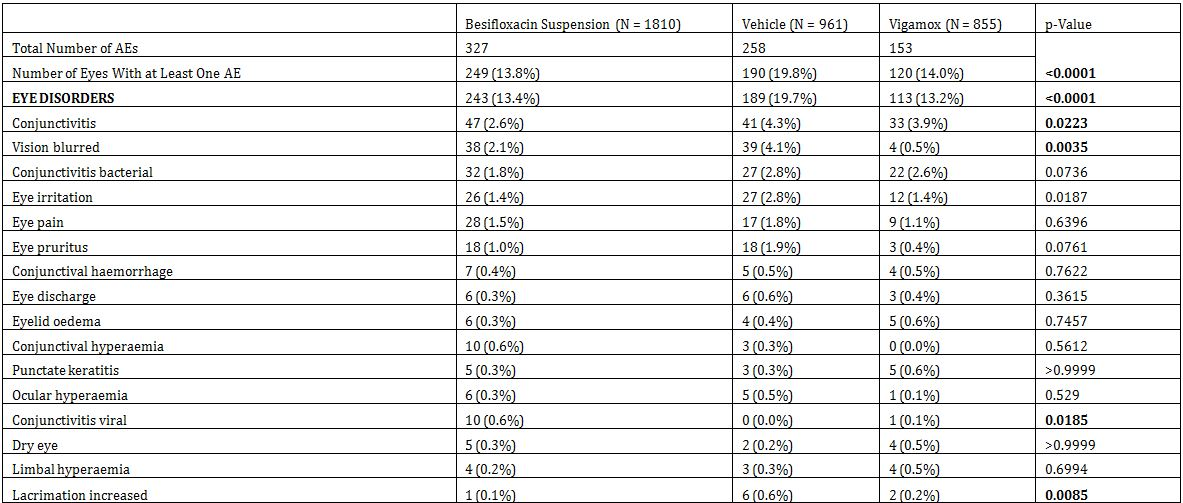 Besifloxacin Suspension (N = 1810) Vehicle (N = 961) Vigamox (N = 855) p-Value
Total Number of AEs 327 258 153
Number of Eyes With at Least One AE 249 (13.8%) 190 (19.8%) 120 (14.0%) <0.0001
EYE DISORDERS 243 (13.4%) 189 (19.7%) 113 (13.2%) <0.0001
Conjunctivitis 47 (2.6%) 41 (4.3%) 33 (3.9%) 0.0223
Vision blurred 38 (2.1%) 39 (4.1%) 4 (0.5%) 0.0035
Conjunctivitis bacterial 32 (1.8%) 27 (2.8%) 22 (2.6%) 0.0736
Eye irritation 26 (1.4%) 27 (2.8%) 12 (1.4%) 0.0187
Eye pain 28 (1.5%) 17 (1.8%) 9 (1.1%) 0.6396
Eye pruritus 18 (1.0%) 18 (1.9%) 3 (0.4%) 0.0761
Conjunctival haemorrhage 7 (0.4%) 5 (0.5%) 4 (0.5%) 0.7622
Eye discharge 6 (0.3%) 6 (0.6%) 3 (0.4%) 0.3615
Eyelid oedema 6 (0.3%) 4 (0.4%) 5 (0.6%) 0.7457
Conjunctival hyperaemia 10 (0.6%) 3 (0.3%) 0 (0.0%) 0.5612
Punctate keratitis 5 (0.3%) 3 (0.3%) 5 (0.6%) >0.9999
Ocular hyperaemia 6 (0.3%) 5 (0.5%) 1 (0.1%) 0.529
Conjunctivitis viral 10 (0.6%) 0 (0.0%) 1 (0.1%) 0.0185
Dry eye 5 (0.3%) 2 (0.2%) 4 (0.5%) >0.9999
Limbal hyperaemia 4 (0.2%) 3 (0.3%) 4 (0.5%) 0.6994
Lacrimation increased 1 (0.1%) 6 (0.6%) 2 (0.2%) 0.0085